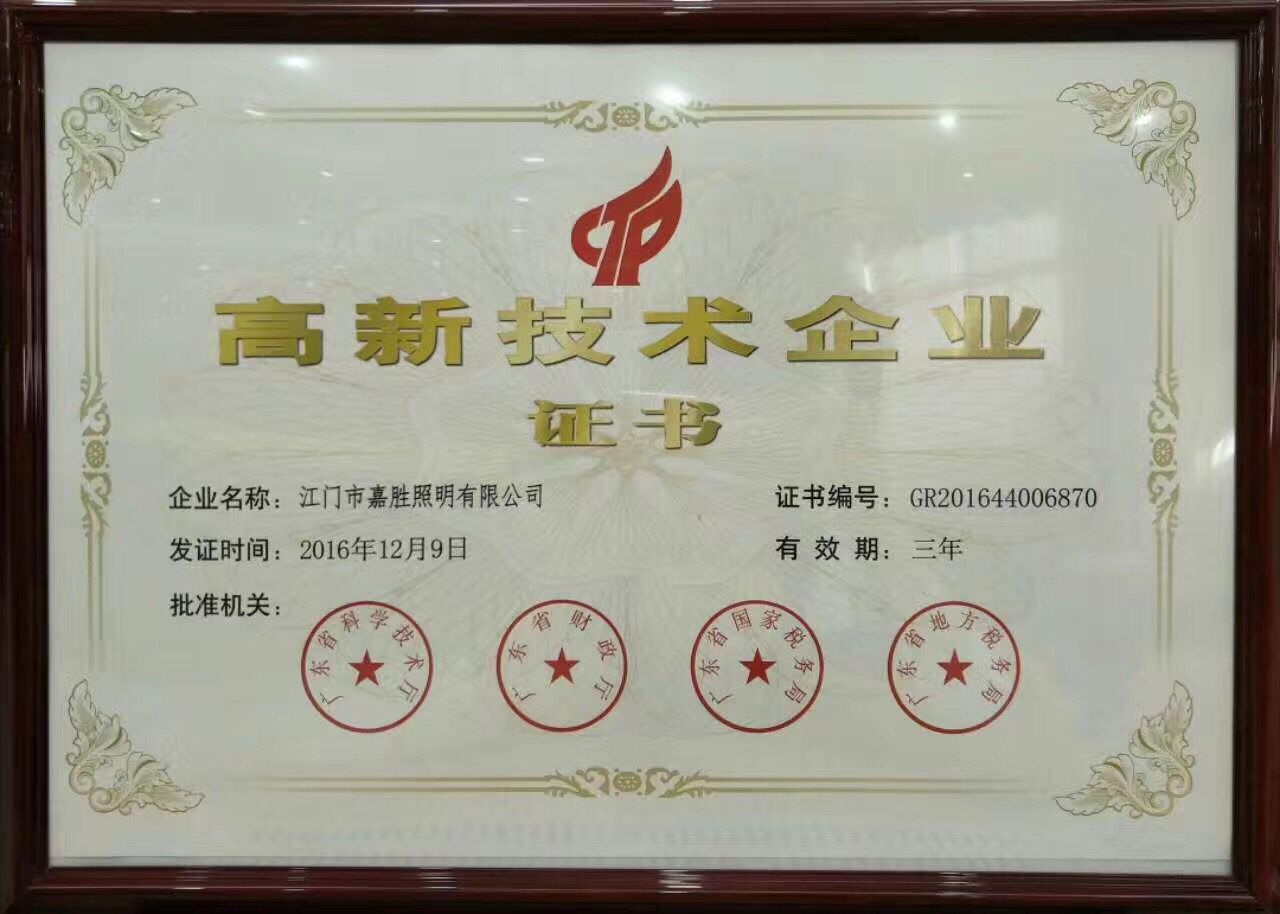 CTP
高新技术企业
证书
企业名称：江门市嘉胜照明有限公司
证书编号：GR201644006870
发证时间：2016年12月9日
有效期：三年
批准机关：
广东省科学技术厅
广东省财政厅
广东省国家税务局
广东省地方税务局